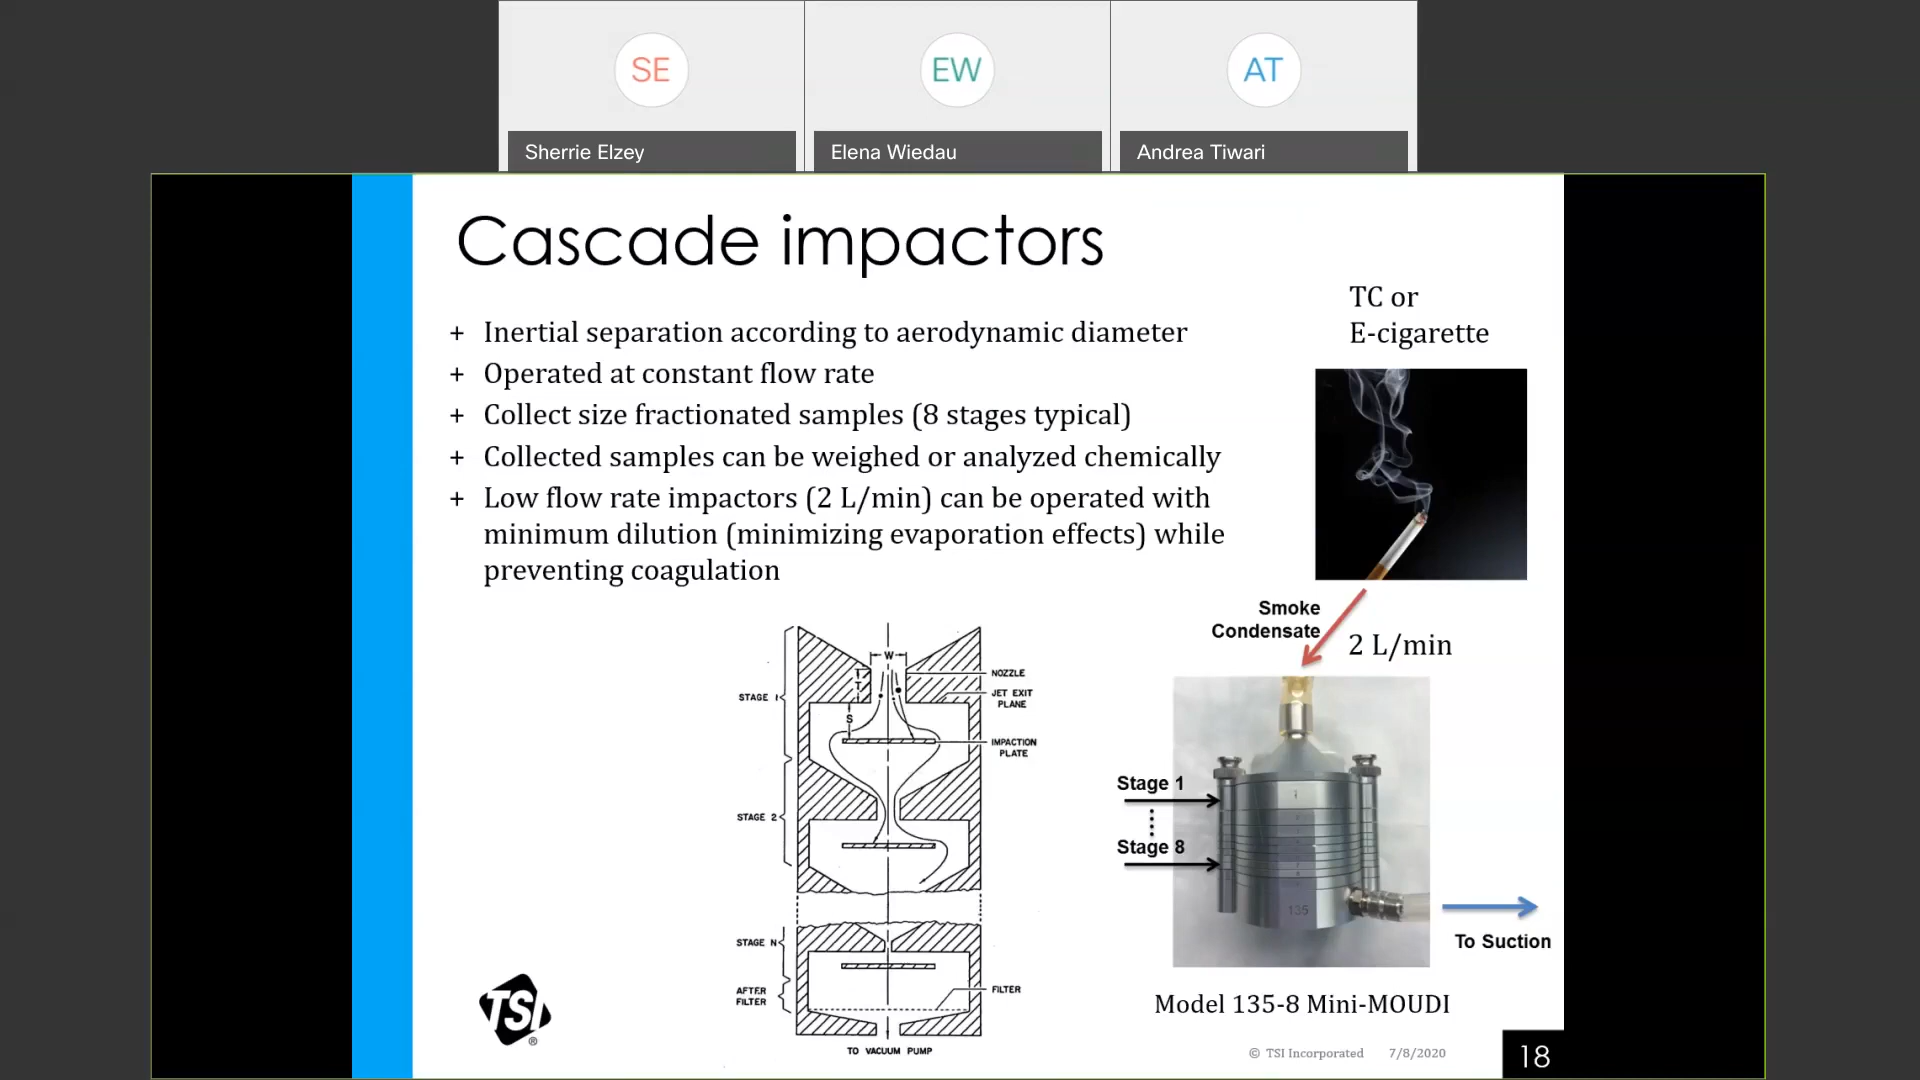 SE
EW
AT
Sherrie Elzey
Elena Wiedau
Andrea Tiwari
Cascade impactors
+ Inertial separation according to aerodynamic diameter
+ Operated at constant flow rate
+ Collect size fractionated samples (8 stages typical)
+ Collected samples can be weighed or analyzed chemically
+ Low flow rate impactors (2 L/min) can be operated with
minimum dilution (minimizing evaporation effects) while
preventing coagulation
TC or
E-cigarette
Smoke
Condensate
2 L/min
W
T
S
STAGE 1
NOZZLE
JET EXIT
PLANE
IMPACTION
PLATE
STAGE 2
STAGE N
AFTER
FILTER
FILTER
TO VACUUM PUMP
Stage 1
Stage 8
135
To Suction
Model 135-8 Mini-MOUDI
TSI
®
© TSI Incorporated 7/8/2020
18